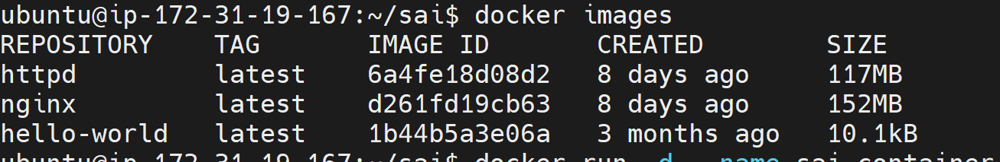 ubuntu@ip-172-31-19-167:~/sai$ docker images
REPOSITORY    TAG       IMAGE ID       CREATED        SIZE
httpd         latest    6a4fe18d08d2   8 days ago     117MB
nginx         latest    d261fd19cb63   8 days ago     152MB
hello-world   latest    1b44b5a3e06a   3 months ago   10.1kB
ubuntu@ip-172-31-19-167:~/sai$ docker run -d --name sai-container